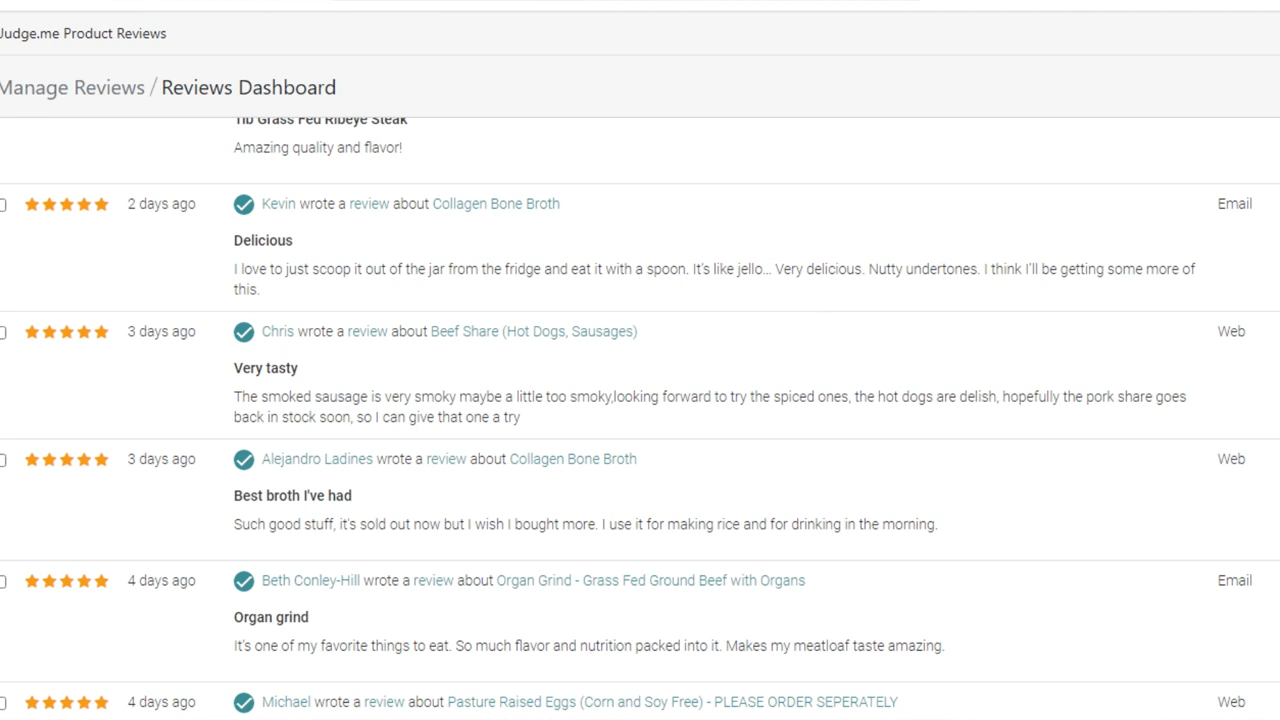 Judge.me Product Reviews
Manage Reviews / Reviews Dashboard
1lb Grass Fed Ribeye Steak
Amazing quality and flavor!
2 days ago Kevin wrote a review about Collagen Bone Broth Email
Delicious
I love to just scoop it out of the jar from the fridge and eat it with a spoon. It's like jello... Very delicious. Nutty undertones. I think I'll be getting some more of
this.
3 days ago Chris wrote a review about Beef Share (Hot Dogs, Sausages) Web
Very tasty
The smoked sausage is very smoky maybe a little too smoky,looking forward to try the spiced ones, the hot dogs are delish, hopefully the pork share goes
back in stock soon, so I can give that one a try
3 days ago Alejandro Ladines wrote a review about Collagen Bone Broth Web
Best broth I've had
Such good stuff, it's sold out now but I wish I bought more. I use it for making rice and for drinking in the morning.
4 days ago Beth Conley-Hill wrote a review about Organ Grind - Grass Fed Ground Beef with Organs Email
Organ grind
It's one of my favorite things to eat. So much flavor and nutrition packed into it. Makes my meatloaf taste amazing.
4 days ago Michael wrote a review about Pasture Raised Eggs (Corn and Soy Free) - PLEASE ORDER SEPERATELY Web